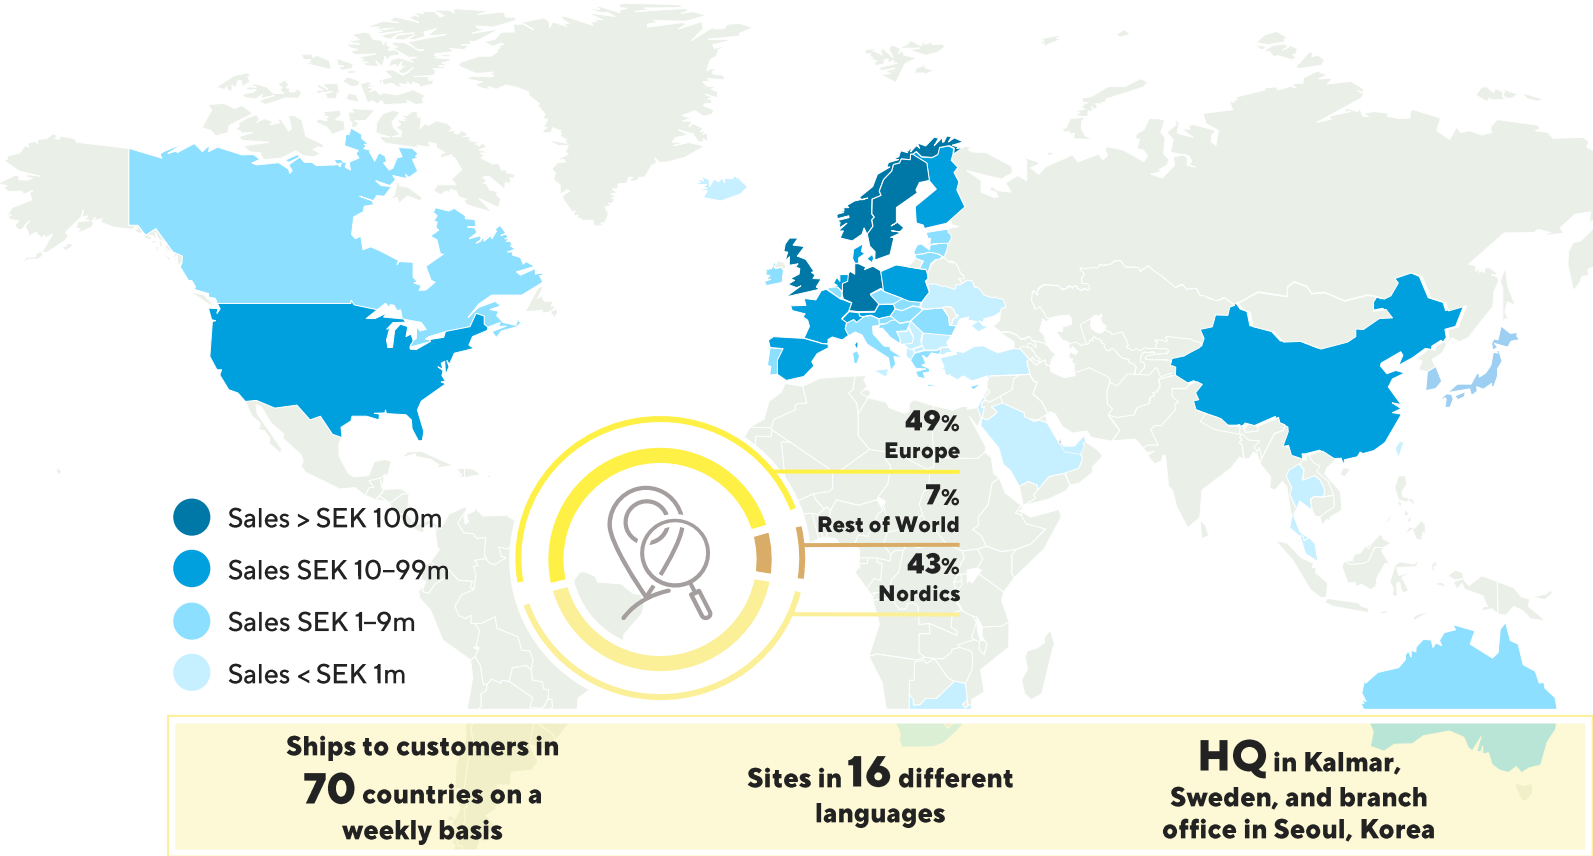 49%
Europe
7%
Rest of World
43%
Nordics
Sales > SEK 100m
Sales SEK 10–99m
Sales SEK 1–9m
Sales < SEK 1m
Ships to customers in
70 countries on a
weekly basis
Sites in 16 different
languages
HQ in Kalmar,
Sweden, and branch
office in Seoul, Korea